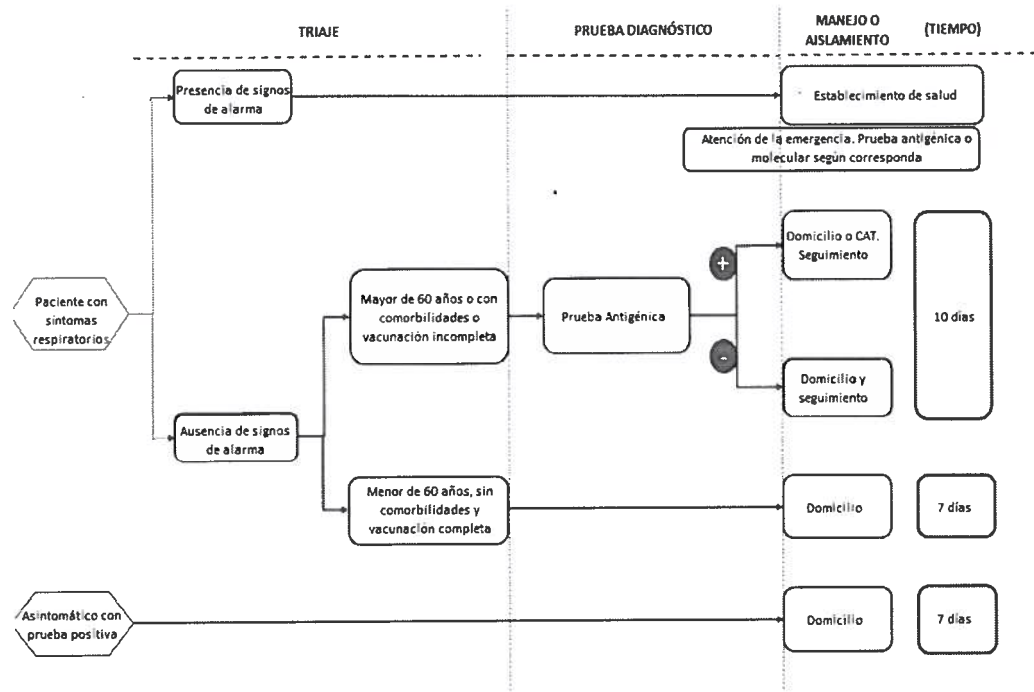 TRIAJE
PRUEBA DIAGNÓSTICO
MANEJO O
AISLAMIENTO
(TIEMPO)
Presencia de signos
de alarma
Establecimiento de salud
Atención de la emergencia. Prueba antigénica o
molecular según corresponda
Paciente con
síntomas
respiratorios
Mayor de 60 años o con
comorbilidades o
vacunación incompleta
Prueba Antigénica
+
-
Domicilio o CAT.
Seguimiento
Domicilio y
seguimiento
10 días
Ausencia de signos
de alarma
Menor de 60 años, sin
comorbilidades y
vacunación completa
Domicilio
7 días
Asintomático con
prueba positiva
Domicilio
7 días